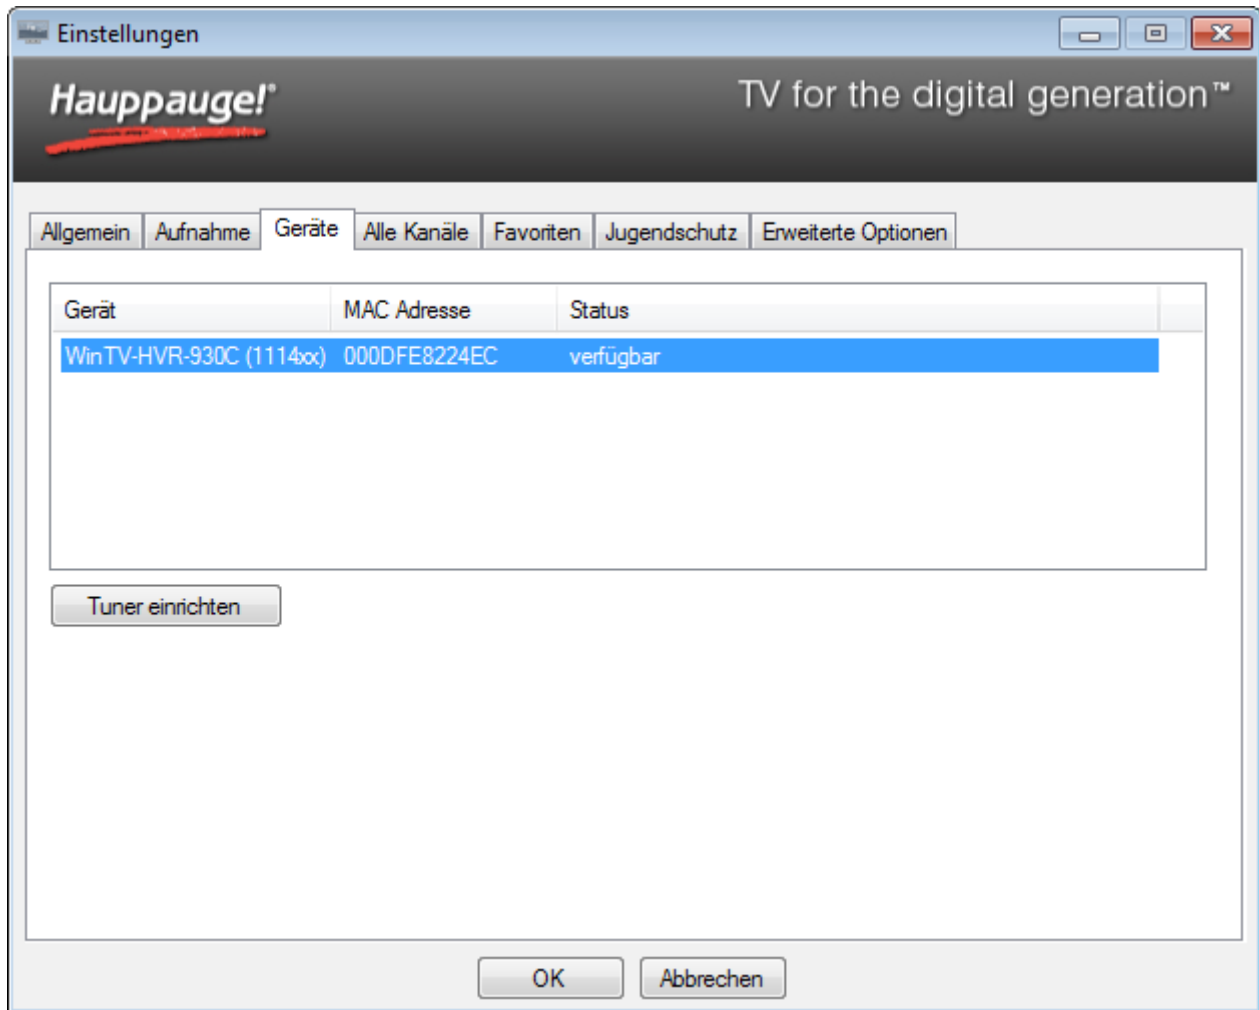 Einstellungen
Hauppauge!®
TV for the digital generation™
Allgemein Aufnahme Geräte Alle Kanäle Favoriten Jugendschutz Erweiterte Optionen
Gerät MAC Adresse Status
WinTV-HVR-930C (1114xx) 000DFE8224EC verfügbar
Tuner einrichten
OK Abbrechen